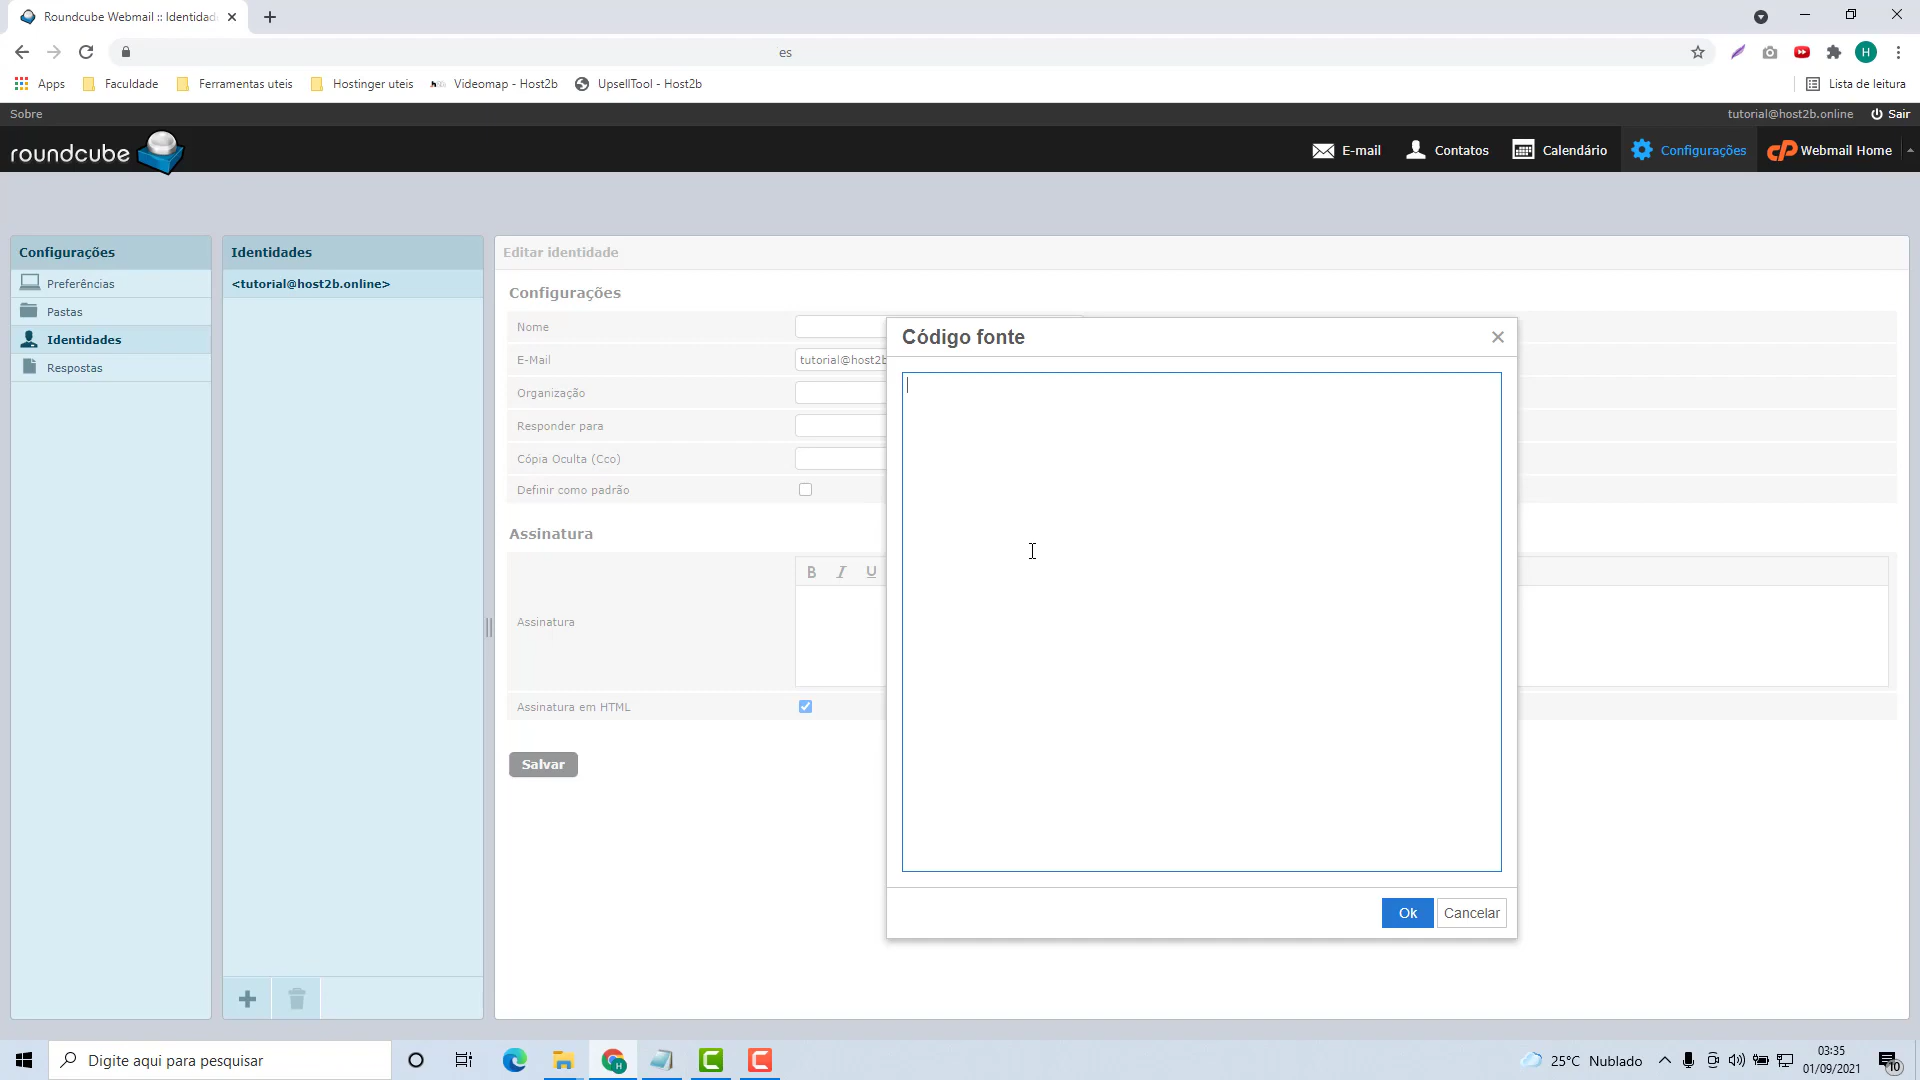 Roundcube Webmail :: Identidad
es
Apps
Faculdade
Ferramentas uteis
Hostinger uteis
Videomap - Host2b
UpsellTool - Host2b
Lista de leitura
Sobre
tutorial@host2b.online
Sair
roundcube
E-mail
Contatos
Calendário
Configurações
cP Webmail Home
Configurações
Preferências
Pastas
Identidades
Respostas
Identidades
<tutorial@host2b.online>
Editar identidade
Configurações
Nome
E-Mail
tutorial@host2b
Organização
Responder para
Cópia Oculta (Cco)
Definir como padrão
Assinatura
B I U
Assinatura
Assinatura em HTML
Salvar
Código fonte
Ok
Cancelar
Digite aqui para pesquisar
25°C Nublado
03:35
01/09/2021
10